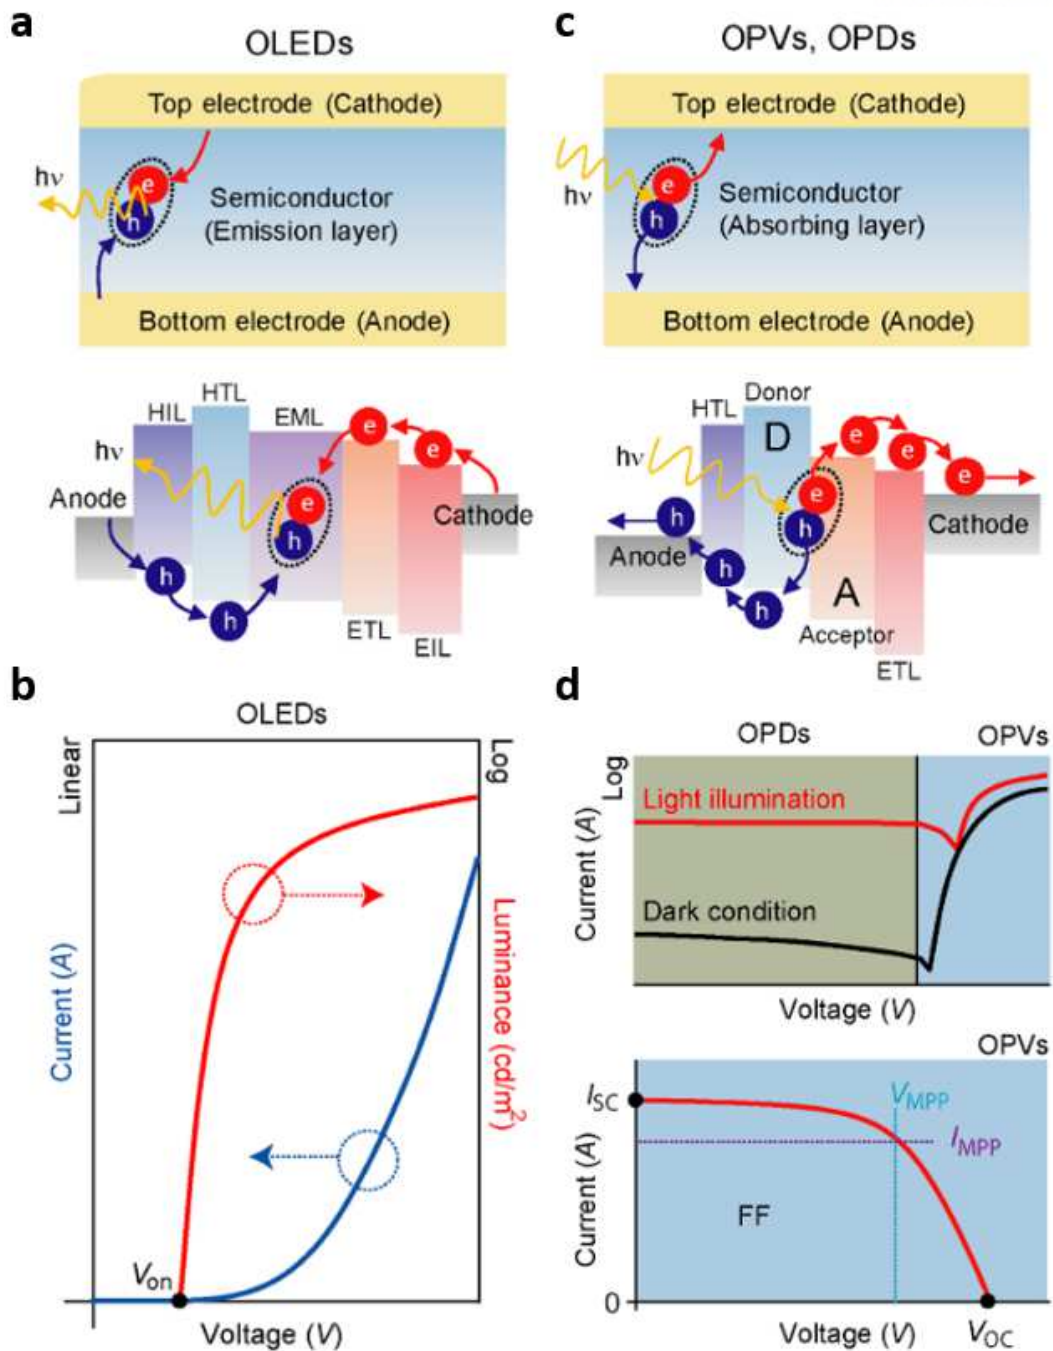 a
OLEDs
Top electrode (Cathode)
hν
e
h
Semiconductor
(Emission layer)
Bottom electrode (Anode)
HIL
HTL
EML
hν
Anode
e
e
e
h
h
h
Cathode
ETL
EIL
b
OLEDs
Linear
Log
Current (A)
Luminance (cd/m²)
Von
Voltage (V)
c
OPVs, OPDs
Top electrode (Cathode)
hν
e
h
Semiconductor
(Absorbing layer)
Bottom electrode (Anode)
HTL
Donor
D
hν
e
e
e
e
h
h
h
h
Anode
Cathode
A
Acceptor
ETL
d
OPDs
OPVs
Log
Current (A)
Light illumination
Dark condition
Voltage (V)
OPVs
ISC
VMPP
IMPP
Current (A)
FF
0
Voltage (V)
VOC